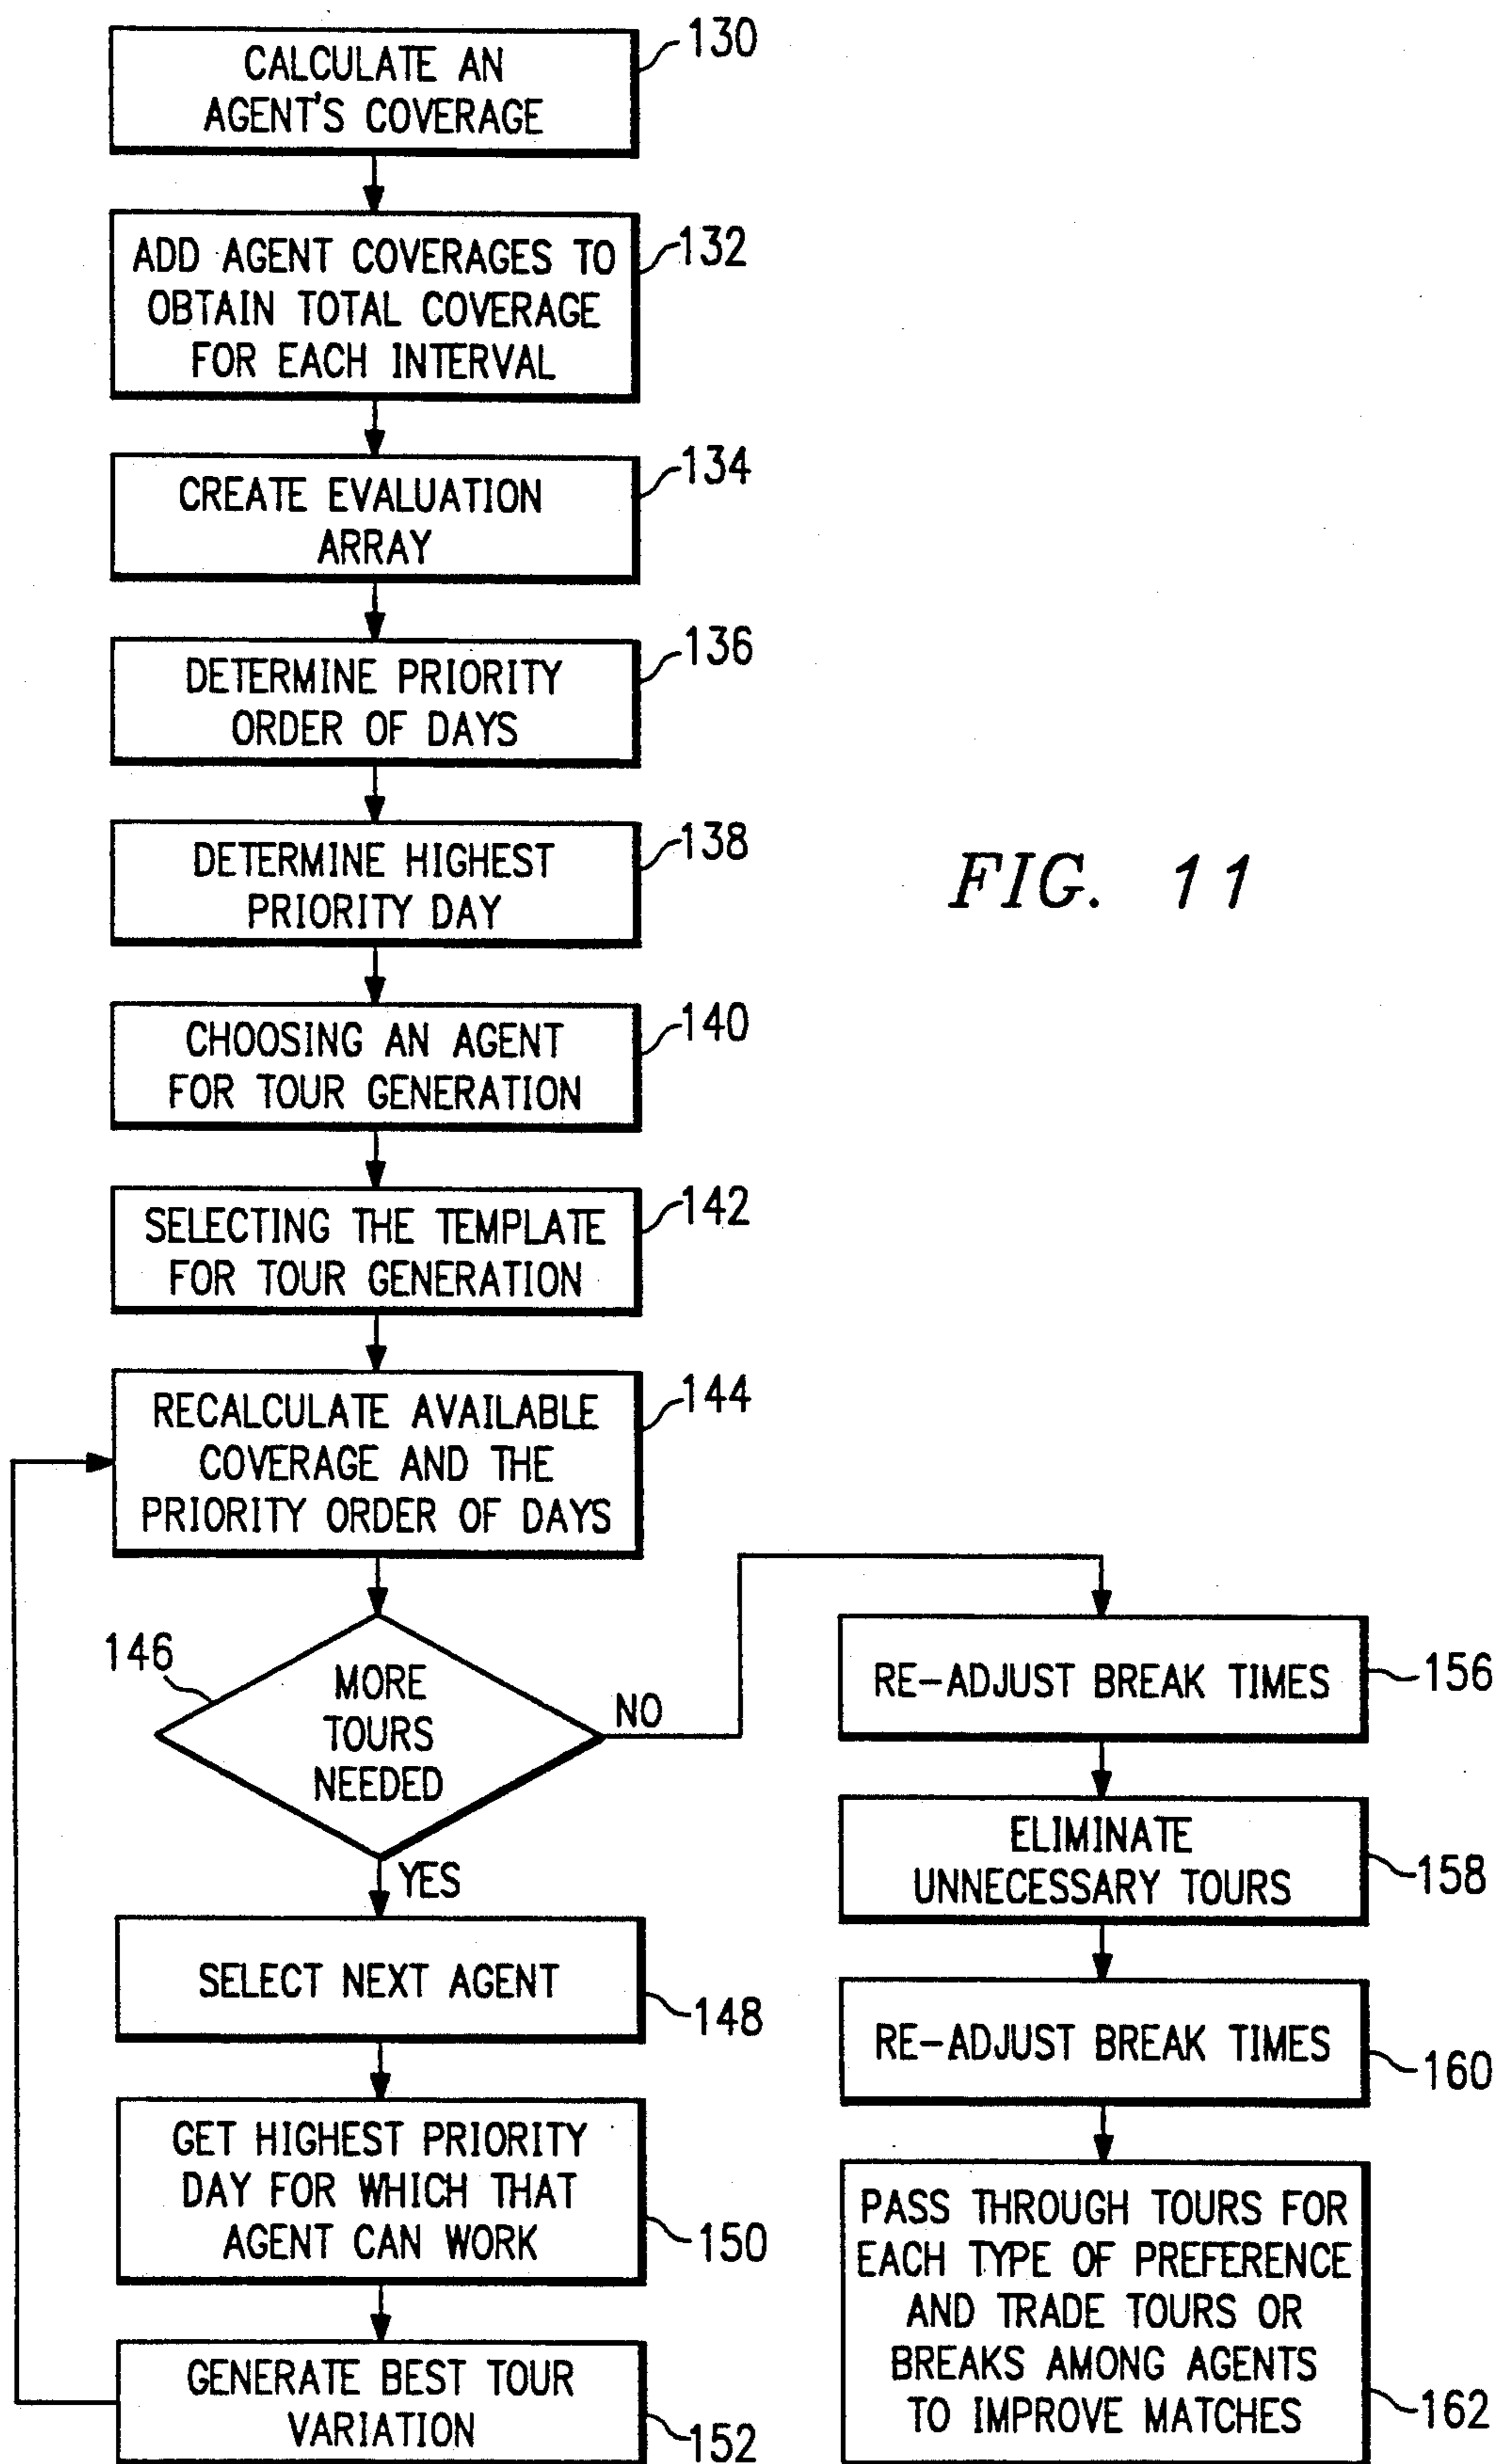 130
CALCULATE AN
AGENT'S COVERAGE
132
ADD AGENT COVERAGES TO
OBTAIN TOTAL COVERAGE
FOR EACH INTERVAL
134
CREATE EVALUATION
ARRAY
136
DETERMINE PRIORITY
ORDER OF DAYS
138
DETERMINE HIGHEST
PRIORITY DAY
FIG. 11
140
CHOOSING AN AGENT
FOR TOUR GENERATION
142
SELECTING THE TEMPLATE
FOR TOUR GENERATION
144
RECALCULATE AVAILABLE
COVERAGE AND THE
PRIORITY ORDER OF DAYS
146
MORE
TOURS
NEEDED
NO
YES
SELECT NEXT AGENT
148
GET HIGHEST PRIORITY
DAY FOR WHICH THAT
AGENT CAN WORK
150
GENERATE BEST TOUR
VARIATION
152
RE-ADJUST BREAK TIMES
156
ELIMINATE
UNNECESSARY TOURS
158
RE-ADJUST BREAK TIMES
160
PASS THROUGH TOURS FOR
EACH TYPE OF PREFERENCE
AND TRADE TOURS OR
BREAKS AMONG AGENTS
TO IMPROVE MATCHES
162